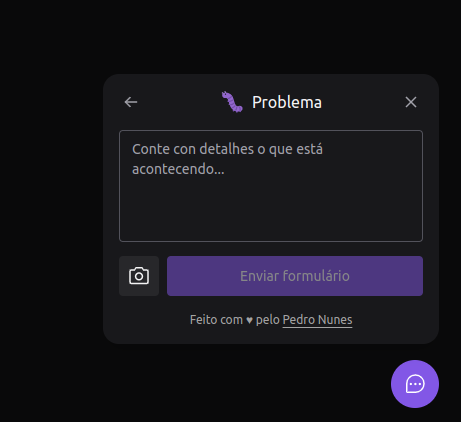 Problema
Conte con detalhes o que está
acontecendo...
Enviar formulário
Feito com ♥ pelo Pedro Nunes